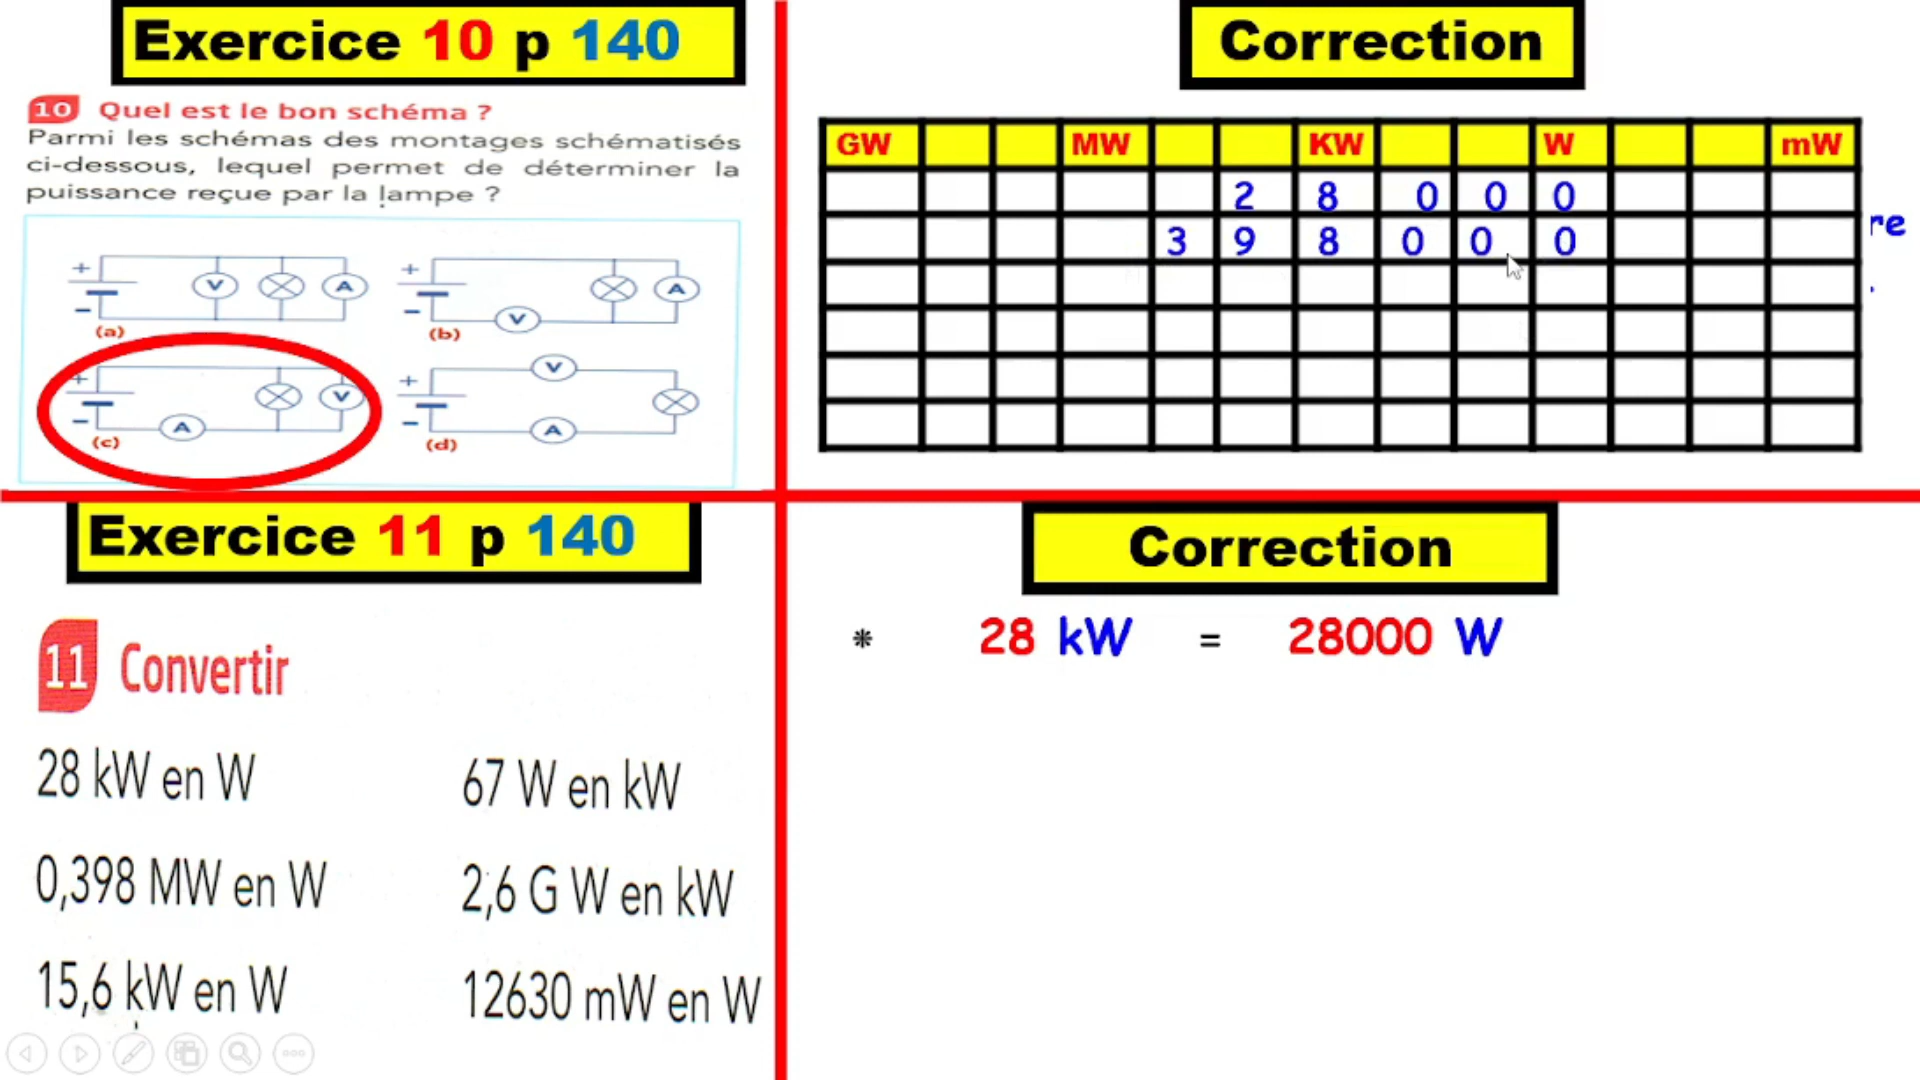 Exercice 10 p 140
10 Quel est le bon schéma ?
Parmi les schémas des montages schématisés
ci-dessous, lequel permet de déterminer la
puissance reçue par la lampe ?
+ V A
−
(a)
+ A
− V
(b)
+ V
− A
(c)
+ V
− A
(d)
Correction
GW MW KW W mW
2 8 0 0 0
3 9 8 0 0 0
re
Exercice 11 p 140
11 Convertir
28 kW en W
67 W en kW
0,398 MW en W
2,6 G W en kW
15,6 kW en W
12630 mW en W
Correction
* 28 kW = 28000 W